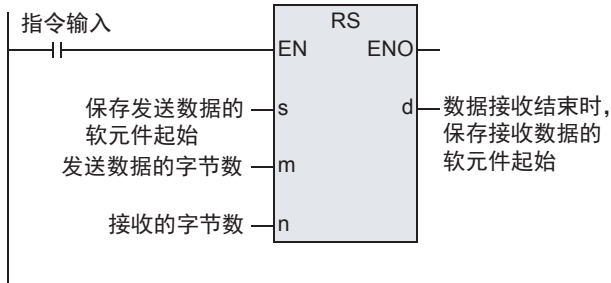 指令输入
RS
EN ENO
保存发送数据的
软元件起始
s d
数据接收结束时,
保存接收数据的
软元件起始
发送数据的字节数
m
接收的字节数
n